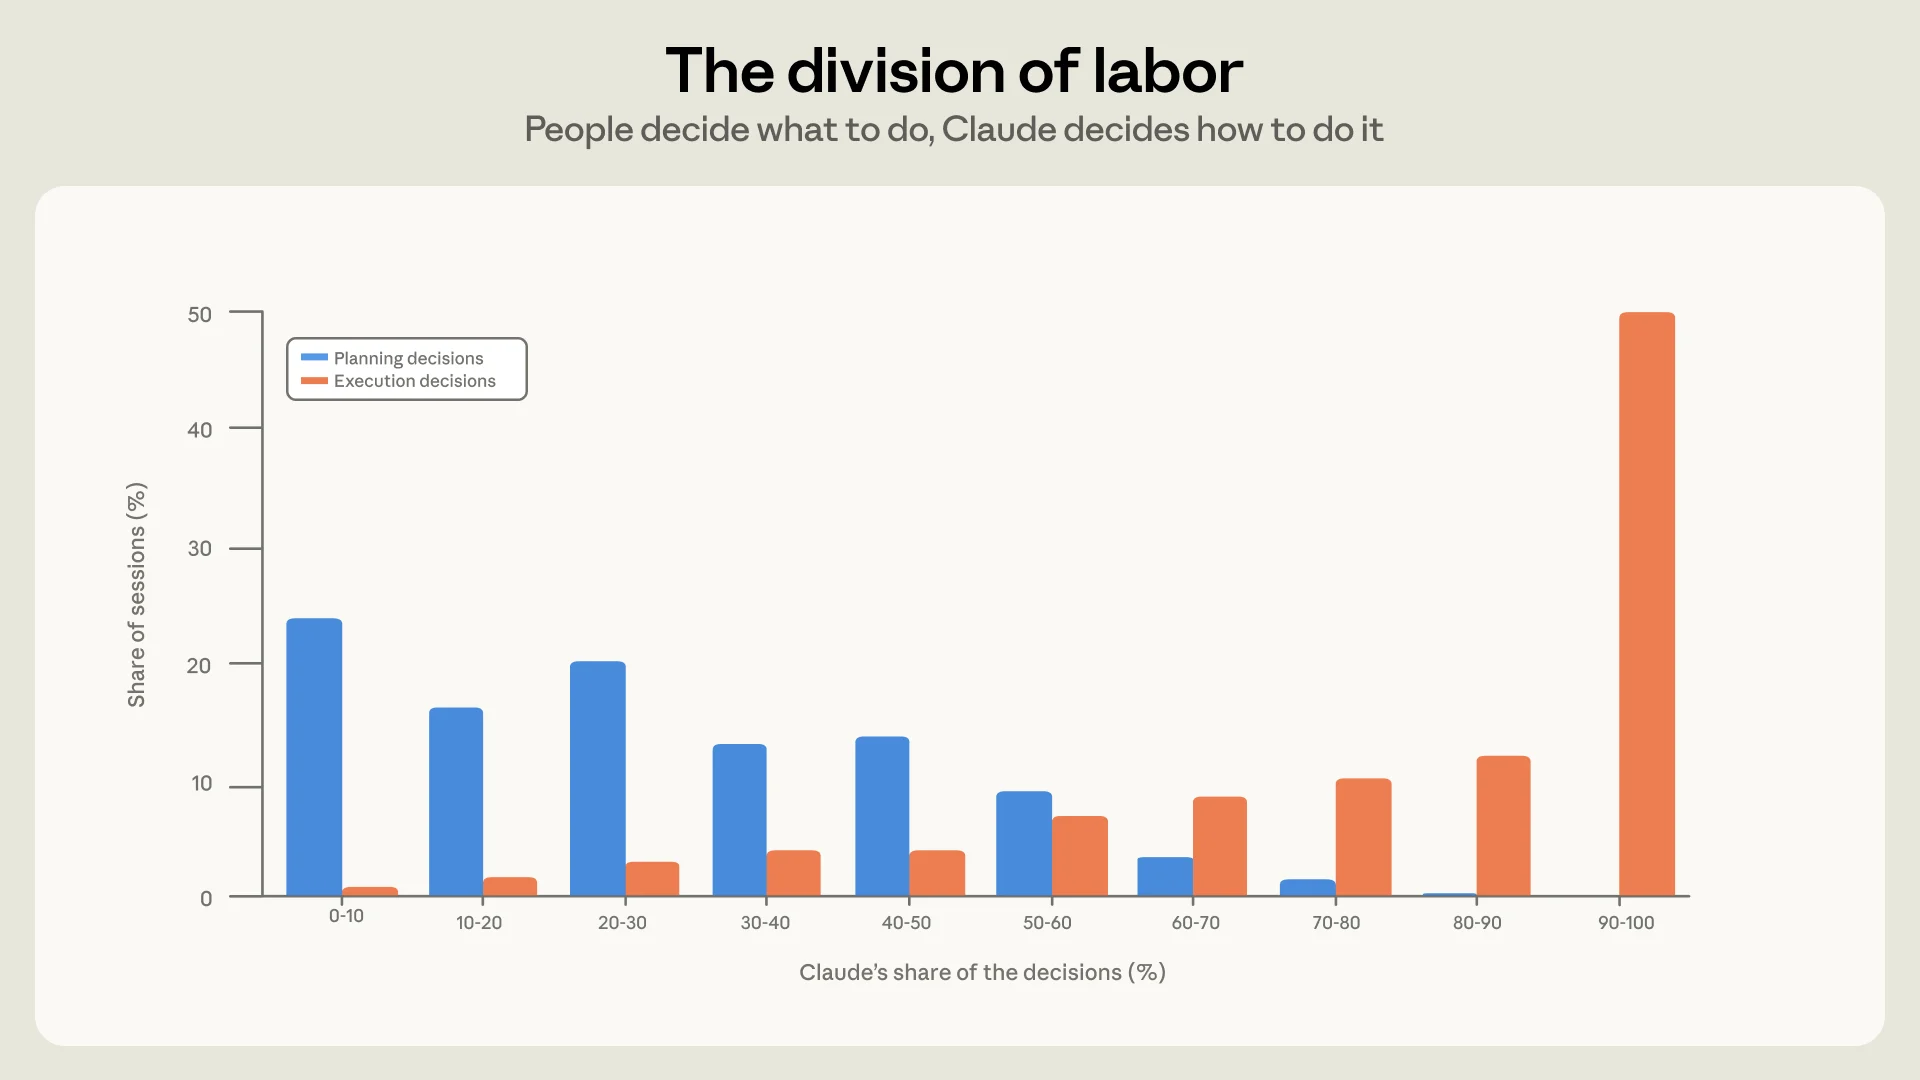 The division of labor
People decide what to do, Claude decides how to do it
50
40
30
20
10
0
Share of sessions (%)
Planning decisions
Execution decisions
0-10
10-20
20-30
30-40
40-50
50-60
60-70
70-80
80-90
90-100
Claude’s share of the decisions (%)